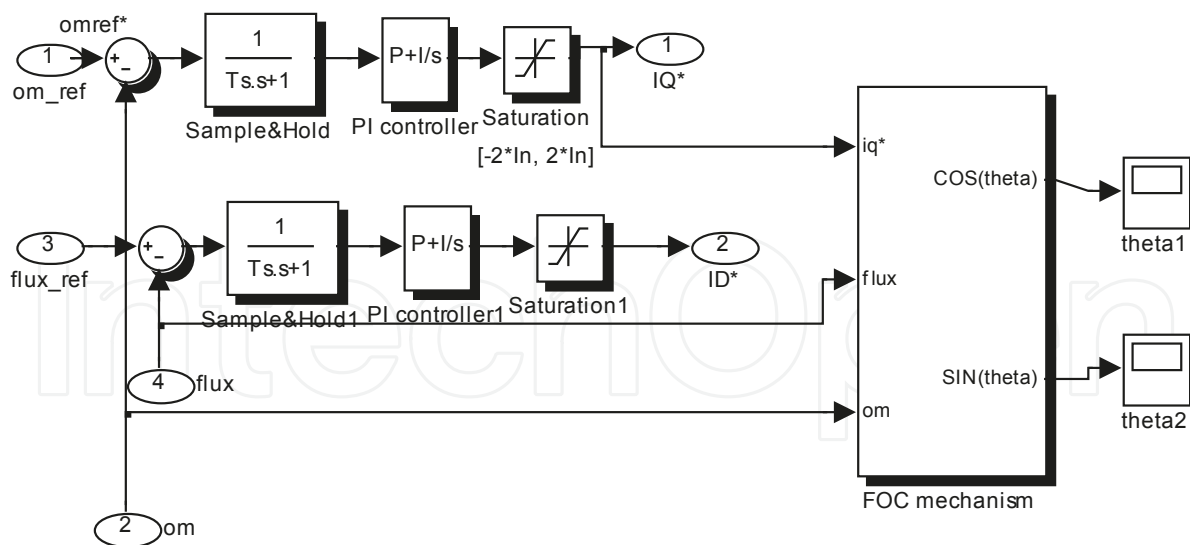 omref*
1
om_ref
+
−
1
Ts.s+1
Sample&Hold
P+I/s
PI controller
Saturation
[-2*In, 2*In]
1
IQ*
3
flux_ref
+
−
1
Ts.s+1
Sample&Hold1
P+I/s
PI controller1
Saturation1
2
ID*
4
flux
2
om
iq*
flux
om
COS(theta)
SIN(theta)
FOC mechanism
theta1
theta2
IntechOpen